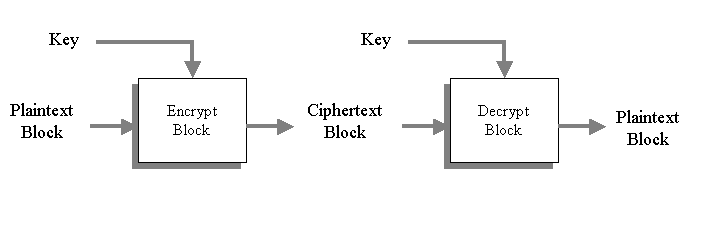 Key
Key
Plaintext
Block
Encrypt
Block
Ciphertext
Block
Decrypt
Block
Plaintext
Block